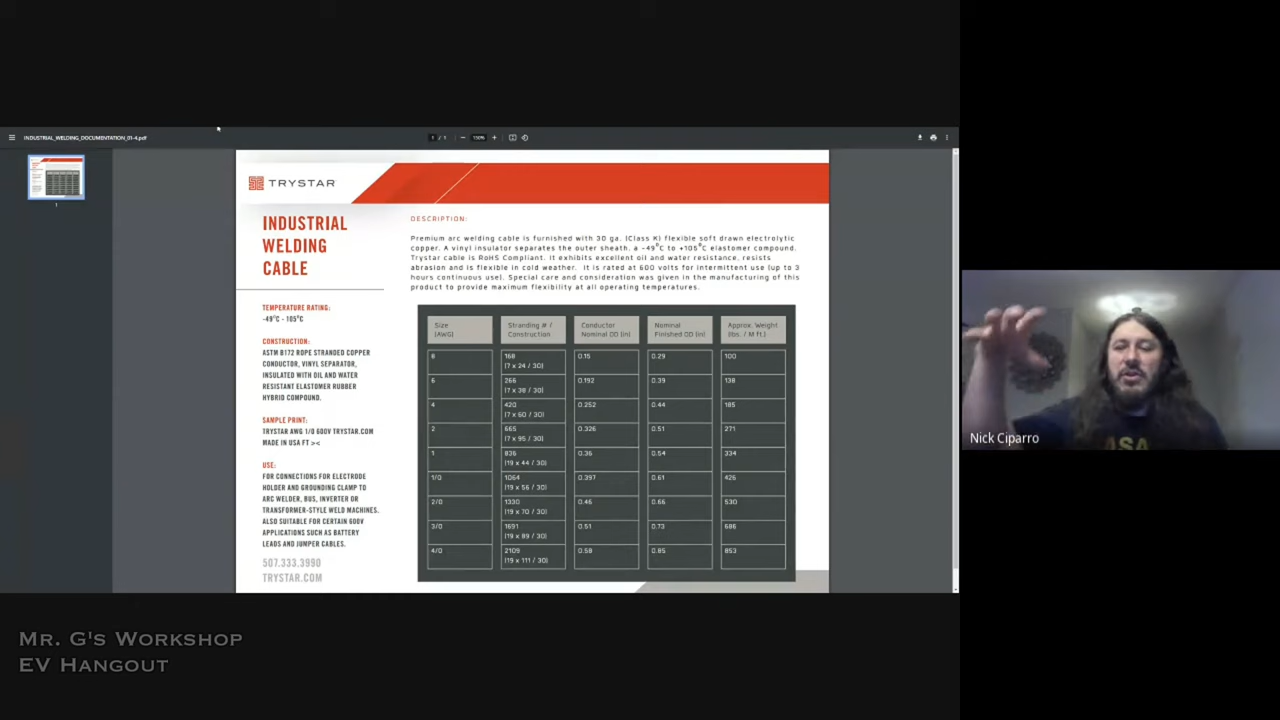 INDUSTRIAL_WELDING_DOCUMENTATION_01-4.pdf
1 / 1
100%
1
TRYSTAR
INDUSTRIAL
WELDING
CABLE
TEMPERATURE RATING:
-49°C - 105°C
CONSTRUCTION:
ASTM B172 ROPE STRANDED COPPER
CONDUCTOR, VINYL SEPARATOR,
INSULATED WITH OIL AND WATER
RESISTANT ELASTOMER RUBBER
HYBRID COMPOUND.
SAMPLE PRINT:
TRYSTAR AWG 1/0 600V TRYSTAR.COM
MADE IN USA FT ><
USE:
FOR CONNECTIONS FOR ELECTRODE
HOLDER AND GROUNDING CLAMP TO
ARC WELDER, BUS, INVERTER OR
TRANSFORMER-STYLE WELD MACHINES.
ALSO SUITABLE FOR CERTAIN 600V
APPLICATIONS SUCH AS BATTERY
LEADS AND JUMPER CABLES.
507.333.3990
TRYSTAR.COM
DESCRIPTION:
Premium arc welding cable is furnished with 30 ga. (Class K) flexible soft drawn electrolytic
copper. A vinyl insulator separates the outer sheath. a -49°C to +105°C elastomer compound.
Trystar cable is RoHS Compliant. It exhibits excellent oil and water resistance, resists
abrasion and is flexible in cold weather. It is rated at 600 volts for intermittent use (up to 3
hours continuous use). Special care and consideration was given in the manufacturing of this
product to provide maximum flexibility at all operating temperatures.
Size (AWG) Stranding # / Construction Conductor Nominal OD (in) Nominal Finished OD (in) Approx. Weight (lbs. / M ft.)
8 168 (7 x 24 / 30) 0.15 0.29 100
6 266 (7 x 38 / 30) 0.192 0.39 138
4 420 (7 x 60 / 30) 0.252 0.44 185
2 665 (7 x 95 / 30) 0.326 0.51 271
1 836 (19 x 44 / 30) 0.36 0.54 334
1/0 1064 (19 x 56 / 30) 0.397 0.61 426
2/0 1330 (19 x 70 / 30) 0.46 0.66 530
3/0 1691 (19 x 89 / 30) 0.51 0.73 686
4/0 2109 (19 x 111 / 30) 0.58 0.85 853
Nick Ciparro
Mr. G's Workshop
EV Hangout